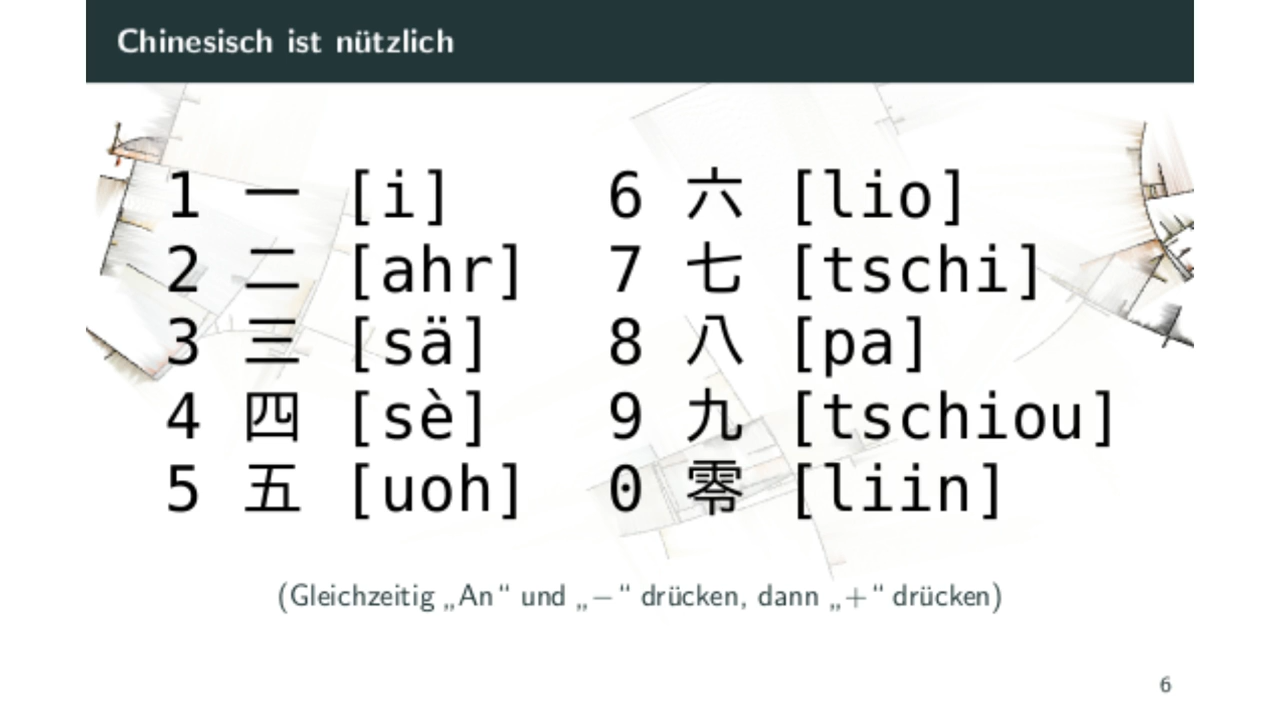 Chinesisch ist nützlich
1 一 [i] 6 六 [lio]
2 二 [ahr] 7 七 [tschi]
3 三 [sä] 8 八 [pa]
4 四 [sè] 9 九 [tschiou]
5 五 [uoh] 0 零 [liin]
(Gleichzeitig „An“ und „−“ drücken, dann „+“ drücken)
6